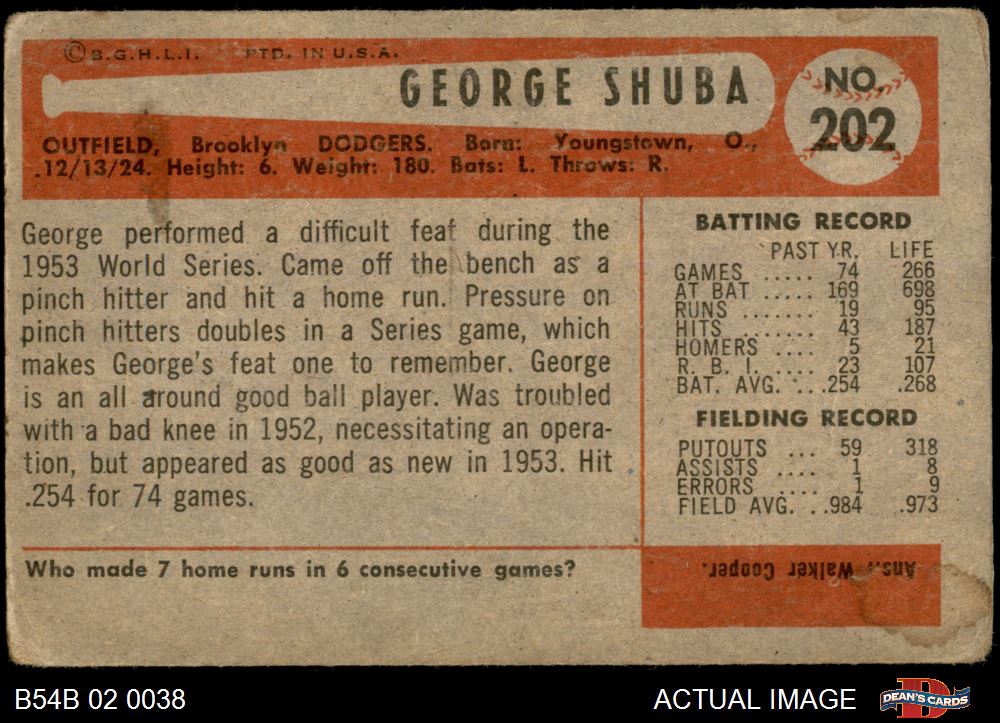 ©B.G.H.L.I. PTD. IN U.S.A.
GEORGE SHUBA
NO.
202
OUTFIELD, Brooklyn DODGERS. Born: Youngstown, O.,
12/13/24. Height: 6. Weight: 180. Bats: L. Throws: R.
George performed a difficult feat during the
1953 World Series. Came off the bench as a
pinch hitter and hit a home run. Pressure on
pinch hitters doubles in a Series game, which
makes George's feat one to remember. George
is an all around good ball player. Was troubled
with a bad knee in 1952, necessitating an opera-
tion, but appeared as good as new in 1953. Hit
.254 for 74 games.
BATTING RECORD
PAST YR. LIFE
GAMES ..... 74 266
AT BAT ..... 169 698
RUNS ....... 19 95
HITS ....... 43 187
HOMERS .... 5 21
R. B. I. .... 23 107
BAT. AVG. ...254 .268
FIELDING RECORD
PUTOUTS ... 59 318
ASSISTS .... 1 8
ERRORS .... 1 9
FIELD AVG. ..984 .973
Who made 7 home runs in 6 consecutive games?
Ans.: Walker Cooper.
B54B 02 0038
ACTUAL IMAGE
DEAN'S CARDS